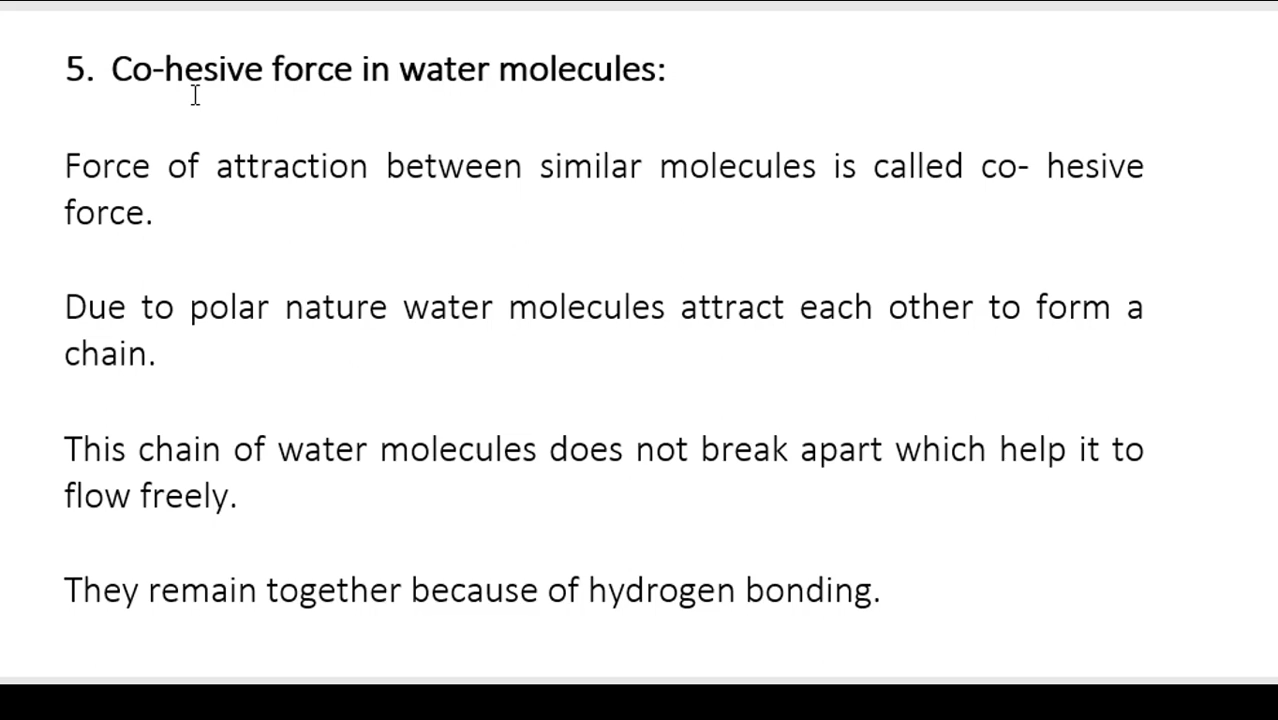 5. Co-hesive force in water molecules:
Force of attraction between similar molecules is called co- hesive
force.
Due to polar nature water molecules attract each other to form a
chain.
This chain of water molecules does not break apart which help it to
flow freely.
They remain together because of hydrogen bonding.